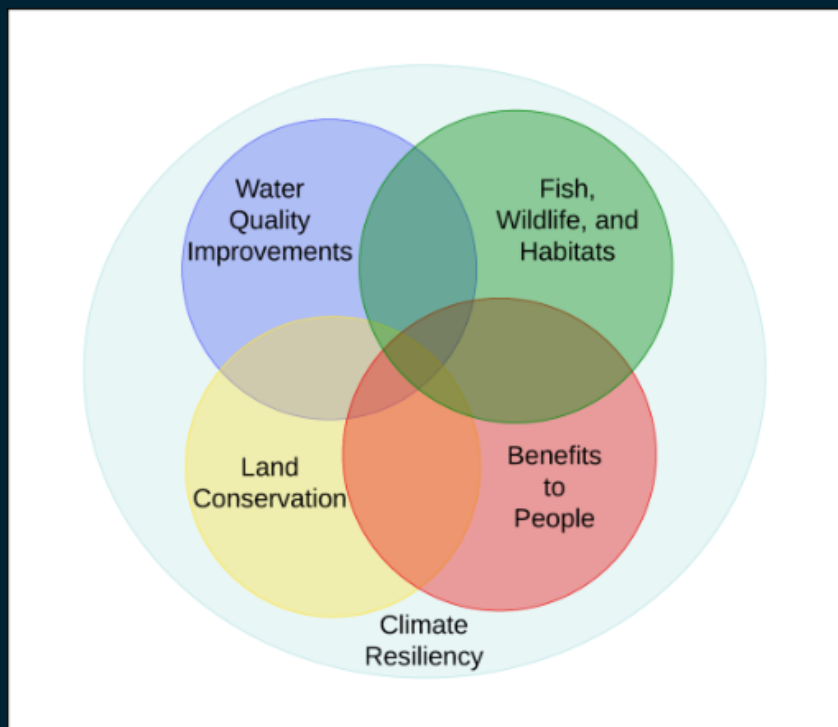 Water
Quality
Improvements
Fish,
Wildlife, and
Habitats
Land
Conservation
Benefits
to
People
Climate
Resiliency